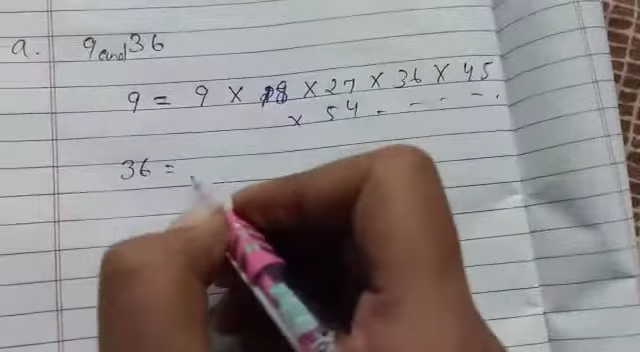 a. 9 and 36
9 = 9 × 18 × 27 × 36 × 45
× 54 - - - - .
36 =